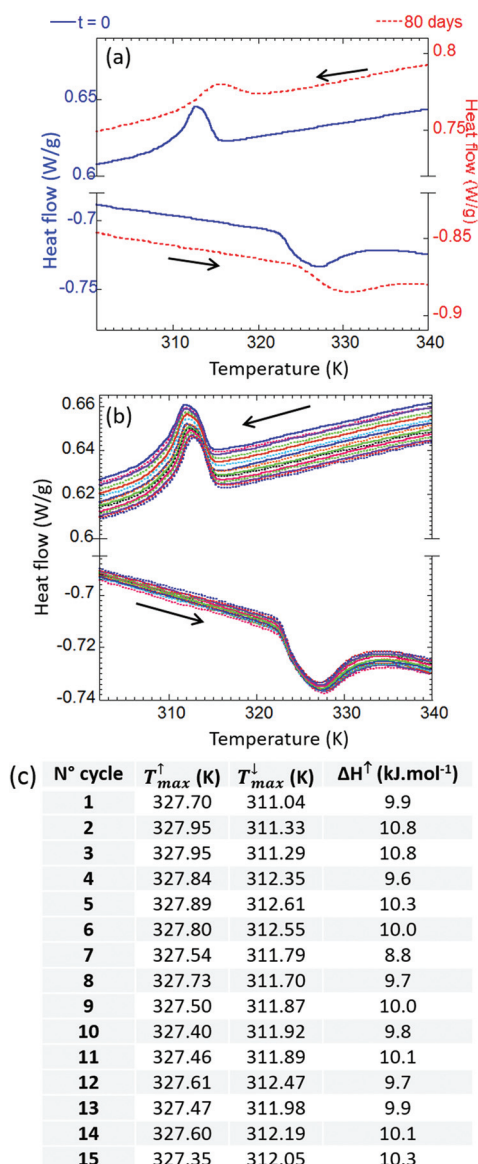 t = 0
80 days
(a)
0.65
0.6
-0.7
-0.75
Heat flow (W/g)
0.8
0.75
-0.85
-0.9
Heat flow (W/g)
310 320 330 340
Temperature (K)
(b)
0.66
0.64
0.62
0.6
-0.7
-0.72
-0.74
Heat flow (W/g)
310 320 330 340
Temperature (K)
(c) N° cycle T↑max (K) T↓max (K) ΔH↑ (kJ.mol-1)
1 327.70 311.04 9.9
2 327.95 311.33 10.8
3 327.95 311.29 10.8
4 327.84 312.35 9.6
5 327.89 312.61 10.3
6 327.80 312.55 10.0
7 327.54 311.79 8.8
8 327.73 311.70 9.7
9 327.50 311.87 10.0
10 327.40 311.92 9.8
11 327.46 311.89 10.1
12 327.61 312.47 9.7
13 327.47 311.98 9.9
14 327.60 312.19 10.1
15 327.35 312.05 10.3